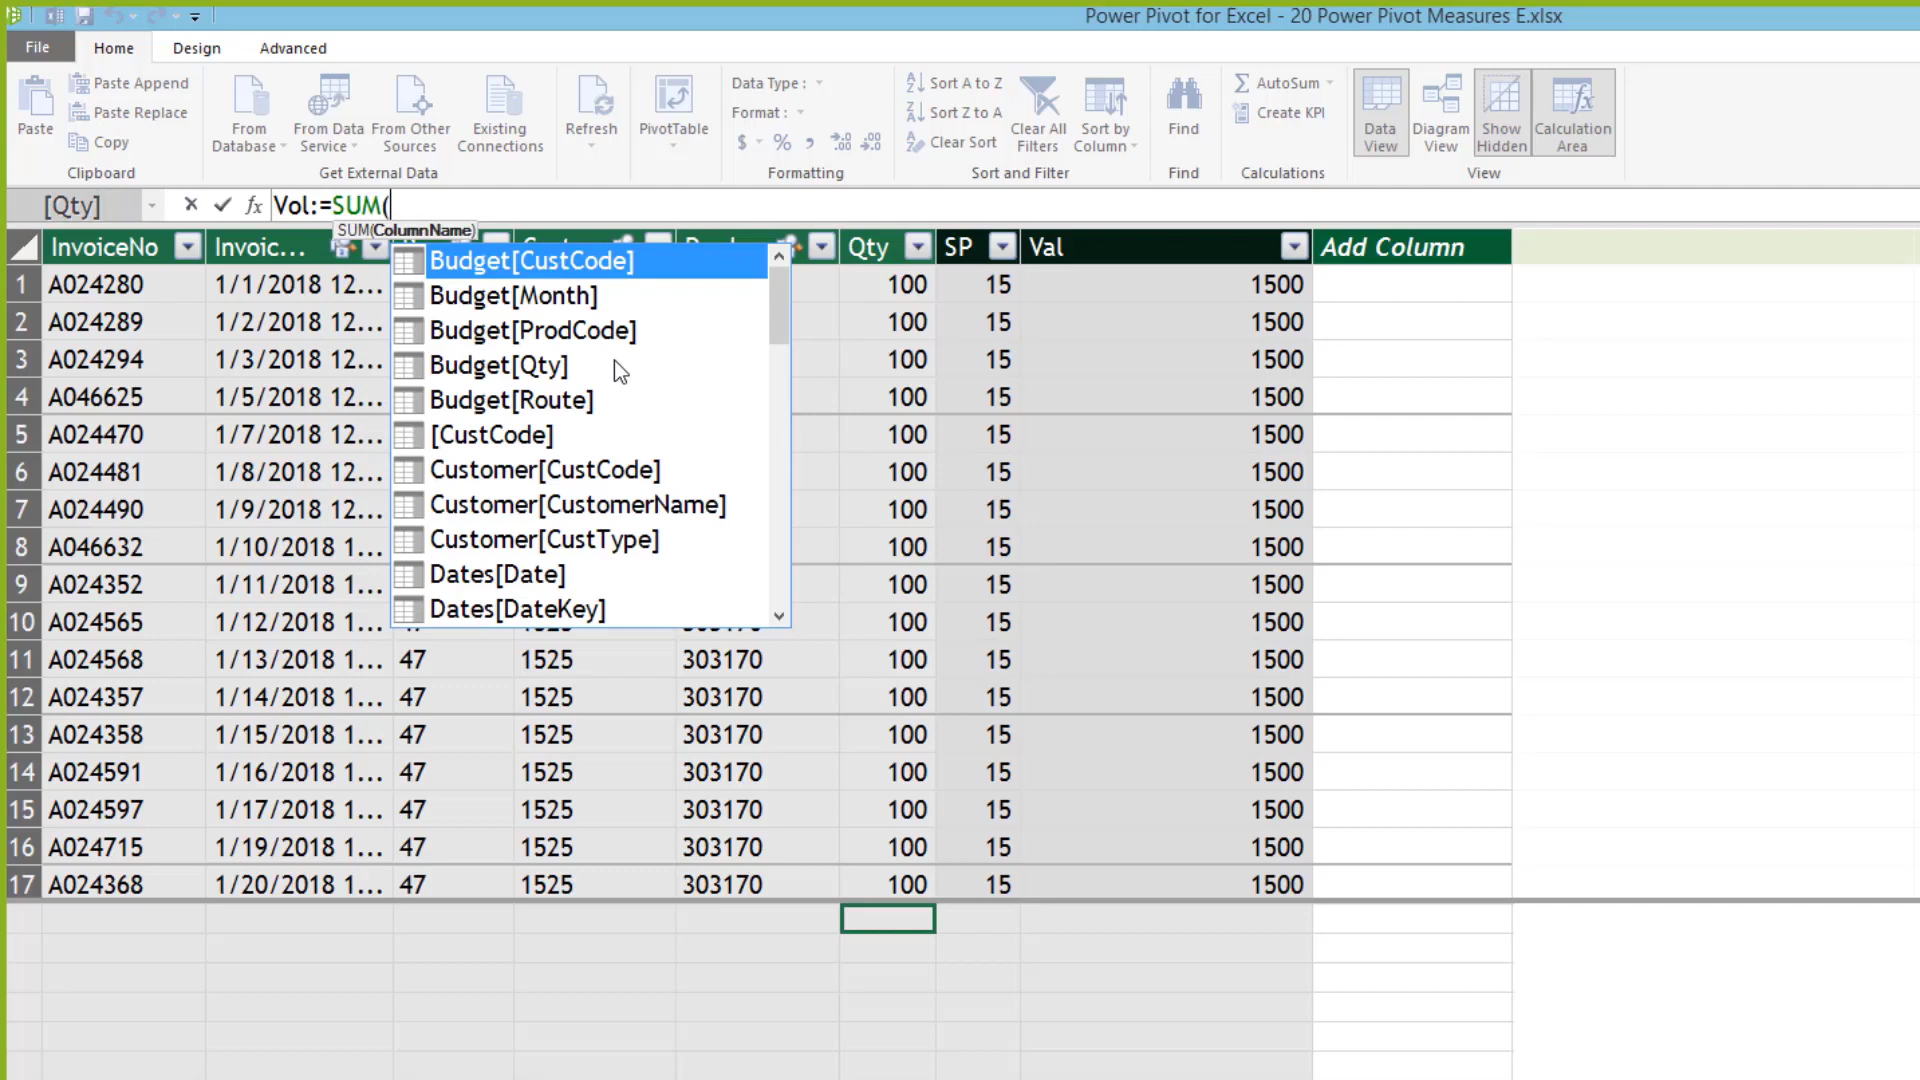 Power Pivot for Excel - 20 Power Pivot Measures E.xlsx
File Home Design Advanced
Paste
Paste Append
Paste Replace
Copy
Clipboard
From Database
From Data Service
From Other Sources
Existing Connections
Get External Data
Refresh
PivotTable
Data Type :
Format :
$ % , .00 .00
Formatting
Sort A to Z
Sort Z to A
Clear Sort
Clear All Filters
Sort by Column
Sort and Filter
Find
Find
AutoSum
Create KPI
Calculations
Data View
Diagram View
Show Hidden
Calculation Area
View
[Qty] fx Vol:=SUM(
SUM(ColumnName)
InvoiceNo Invoic... Qty SP Val Add Column
Budget[CustCode]
Budget[Month]
Budget[ProdCode]
Budget[Qty]
Budget[Route]
[CustCode]
Customer[CustCode]
Customer[CustomerName]
Customer[CustType]
Dates[Date]
Dates[DateKey]
1 A024280 1/1/2018 12... 100 15 1500
2 A024289 1/2/2018 12... 100 15 1500
3 A024294 1/3/2018 12... 100 15 1500
4 A046625 1/5/2018 12... 100 15 1500
5 A024470 1/7/2018 12... 100 15 1500
6 A024481 1/8/2018 12... 100 15 1500
7 A024490 1/9/2018 12... 100 15 1500
8 A046632 1/10/2018 1... 100 15 1500
9 A024352 1/11/2018 1... 100 15 1500
10 A024565 1/12/2018 1... 100 15 1500
11 A024568 1/13/2018 1... 47 1525 303170 100 15 1500
12 A024357 1/14/2018 1... 47 1525 303170 100 15 1500
13 A024358 1/15/2018 1... 47 1525 303170 100 15 1500
14 A024591 1/16/2018 1... 47 1525 303170 100 15 1500
15 A024597 1/17/2018 1... 47 1525 303170 100 15 1500
16 A024715 1/19/2018 1... 47 1525 303170 100 15 1500
17 A024368 1/20/2018 1... 47 1525 303170 100 15 1500